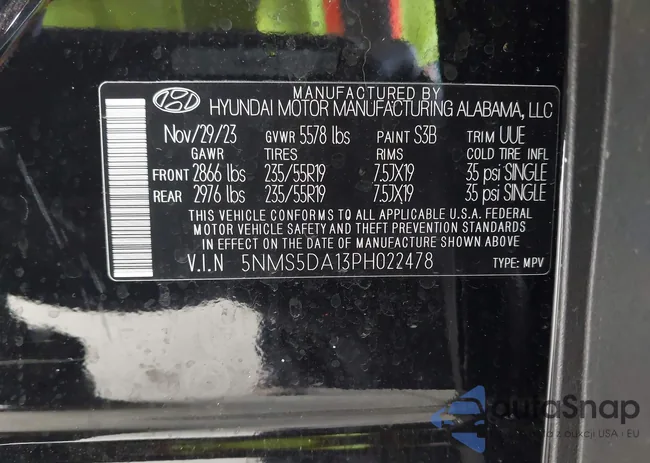 MANUFACTURED BY
HYUNDAI MOTOR MANUFACTURING ALABAMA, LLC
Nov/29/23 GVWR 5578 lbs PAINT S3B TRIM UUE
GAWR TIRES RIMS COLD TIRE INFL
FRONT 2866 lbs 235/55R19 7.5JX19 35 psi SINGLE
REAR 2976 lbs 235/55R19 7.5JX19 35 psi SINGLE
THIS VEHICLE CONFORMS TO ALL APPLICABLE U.S.A. FEDERAL
MOTOR VEHICLE SAFETY AND THEFT PREVENTION STANDARDS
IN EFFECT ON THE DATE OF MANUFACTURE SHOWN ABOVE
V.I.N 5NMS5DA13PH022478 TYPE: MPV
autoSnap
z aukcji USA i EU